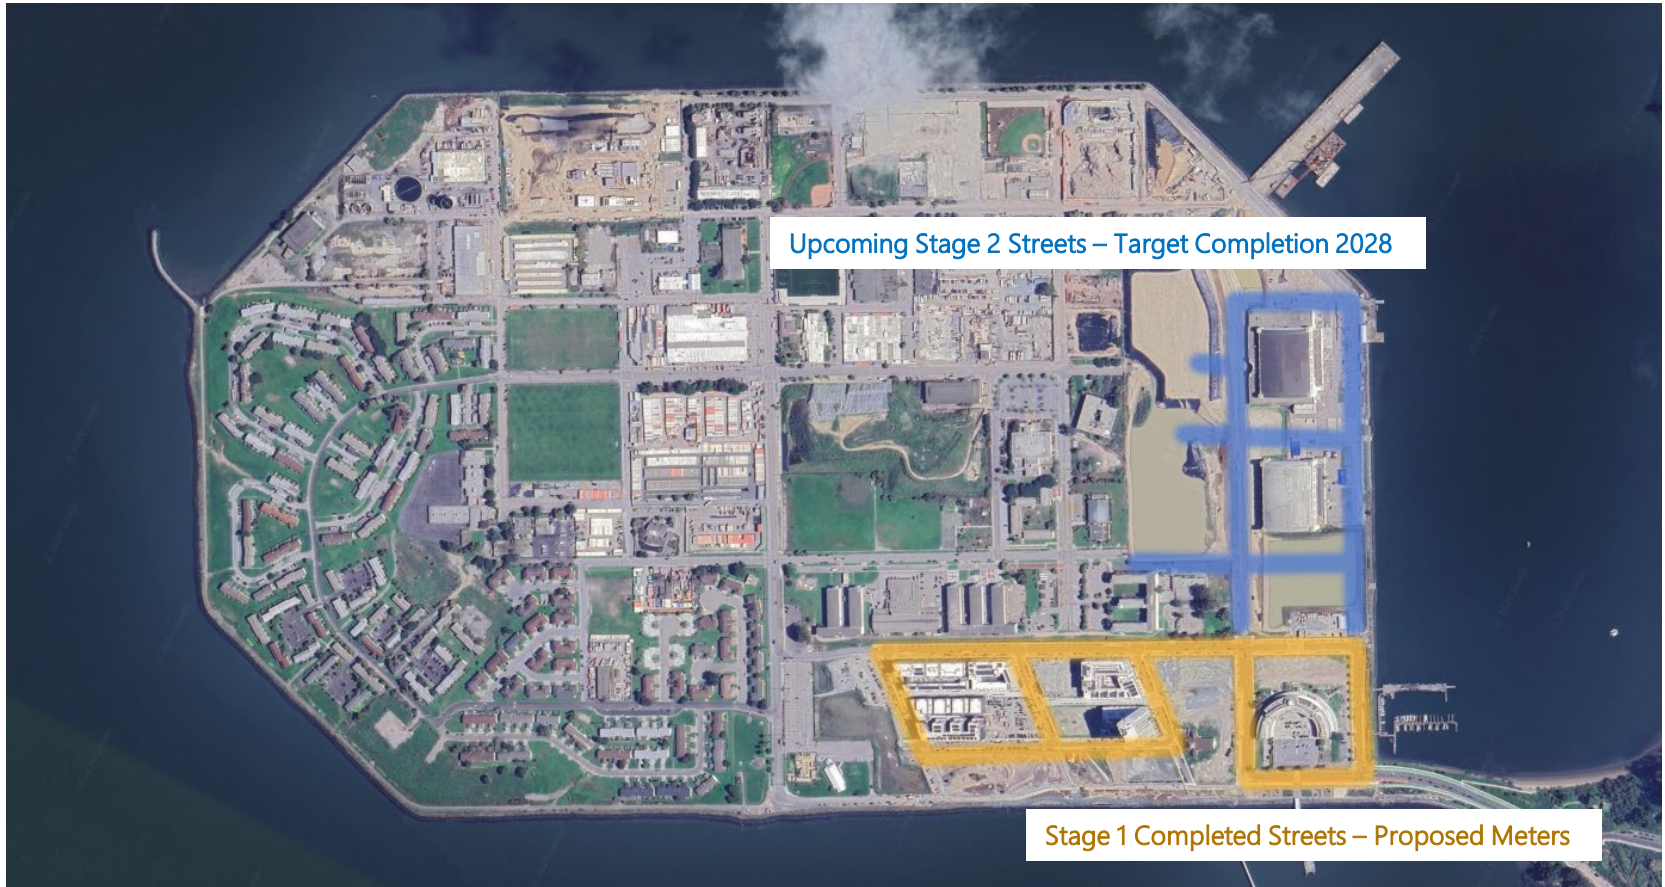 Upcoming Stage 2 Streets – Target Completion 2028
Stage 1 Completed Streets – Proposed Meters